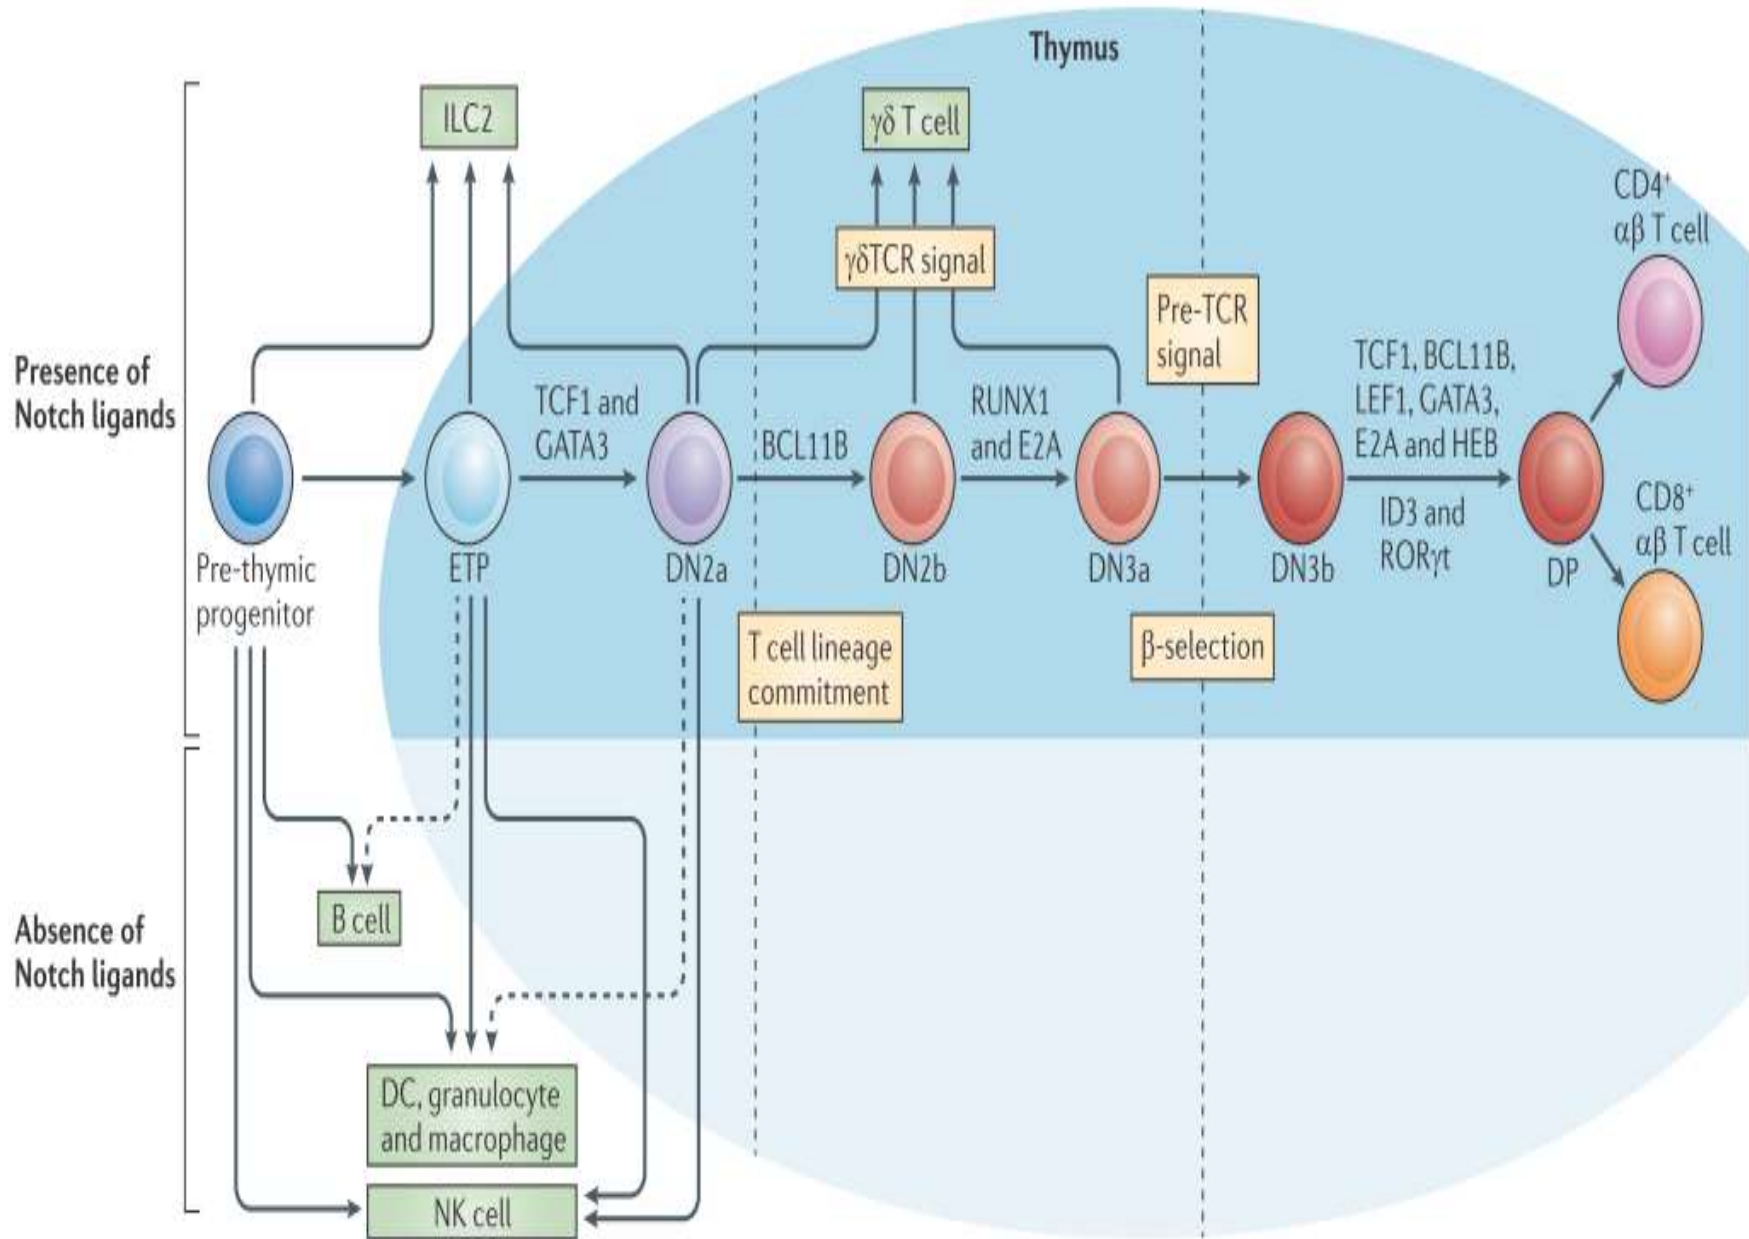 Thymus
ILC2
γδ T cell
CD4⁺
αβ T cell
γδTCR signal
Pre-TCR
signal
Presence of
Notch ligands
TCF1 and
GATA3
BCL11B
RUNX1
and E2A
TCF1, BCL11B,
LEF1, GATA3,
E2A and HEB
ID3 and
RORγt
CD8⁺
αβ T cell
Pre-thymic
progenitor
ETP
DN2a
DN2b
DN3a
DN3b
DP
T cell lineage
commitment
β-selection
B cell
Absence of
Notch ligands
DC, granulocyte
and macrophage
NK cell